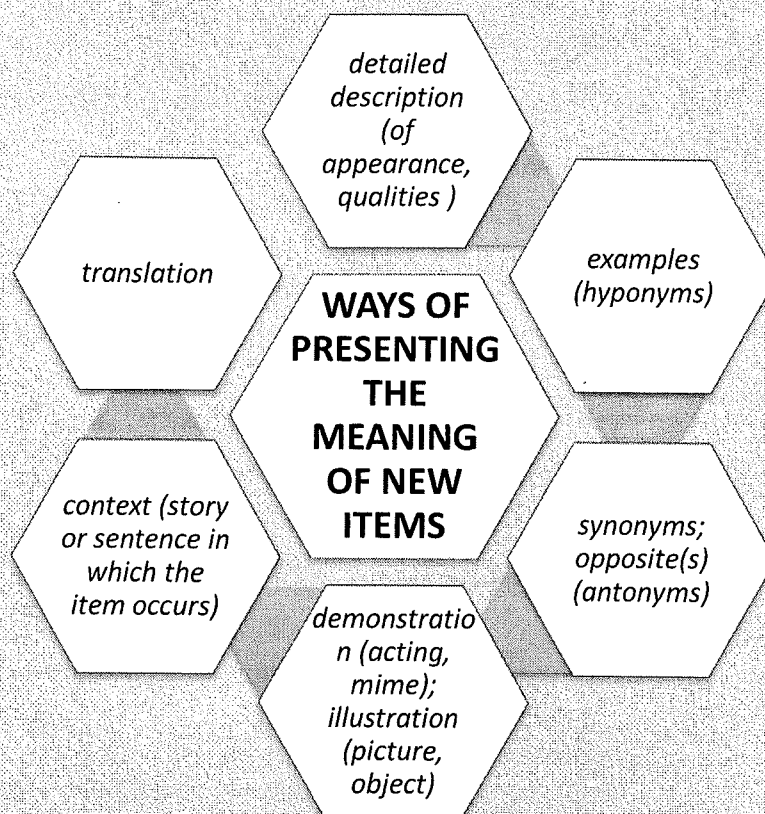 detailed
description
(of
appearance,
qualities )
examples
(hyponyms)
synonyms;
opposite(s)
(antonyms)
demonstratio
n (acting,
mime);
illustration
(picture,
object)
context (story
or sentence in
which the
item occurs)
translation
WAYS OF
PRESENTING
THE
MEANING
OF NEW
ITEMS